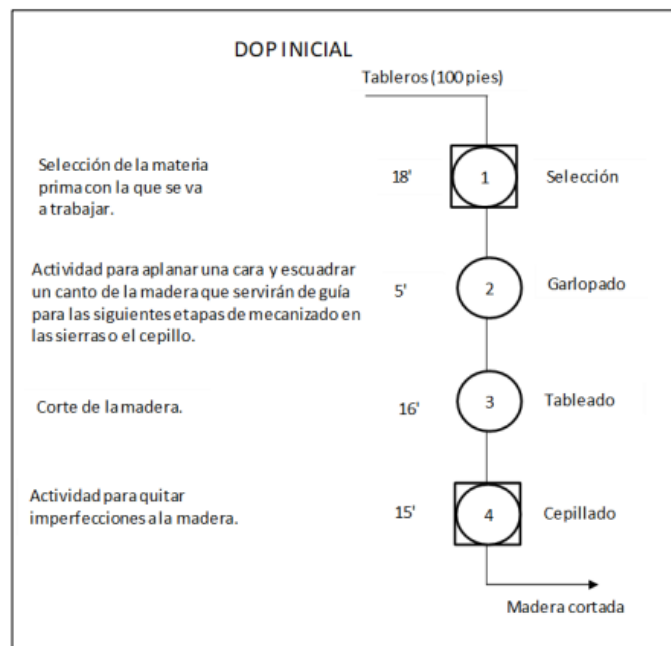 DOP INICIAL
Tableros (100 pies)
Selección de la materia
prima con la que se va
a trabajar.
18'
1
Selección
Actividad para aplanar una cara y escuadrar
un canto de la madera que servirán de guía
para las siguientes etapas de mecanizado en
las sierras o el cepillo.
5'
2
Garlopado
Corte de la madera.
16'
3
Tableado
Actividad para quitar
imperfecciones a la madera.
15'
4
Cepillado
Madera cortada